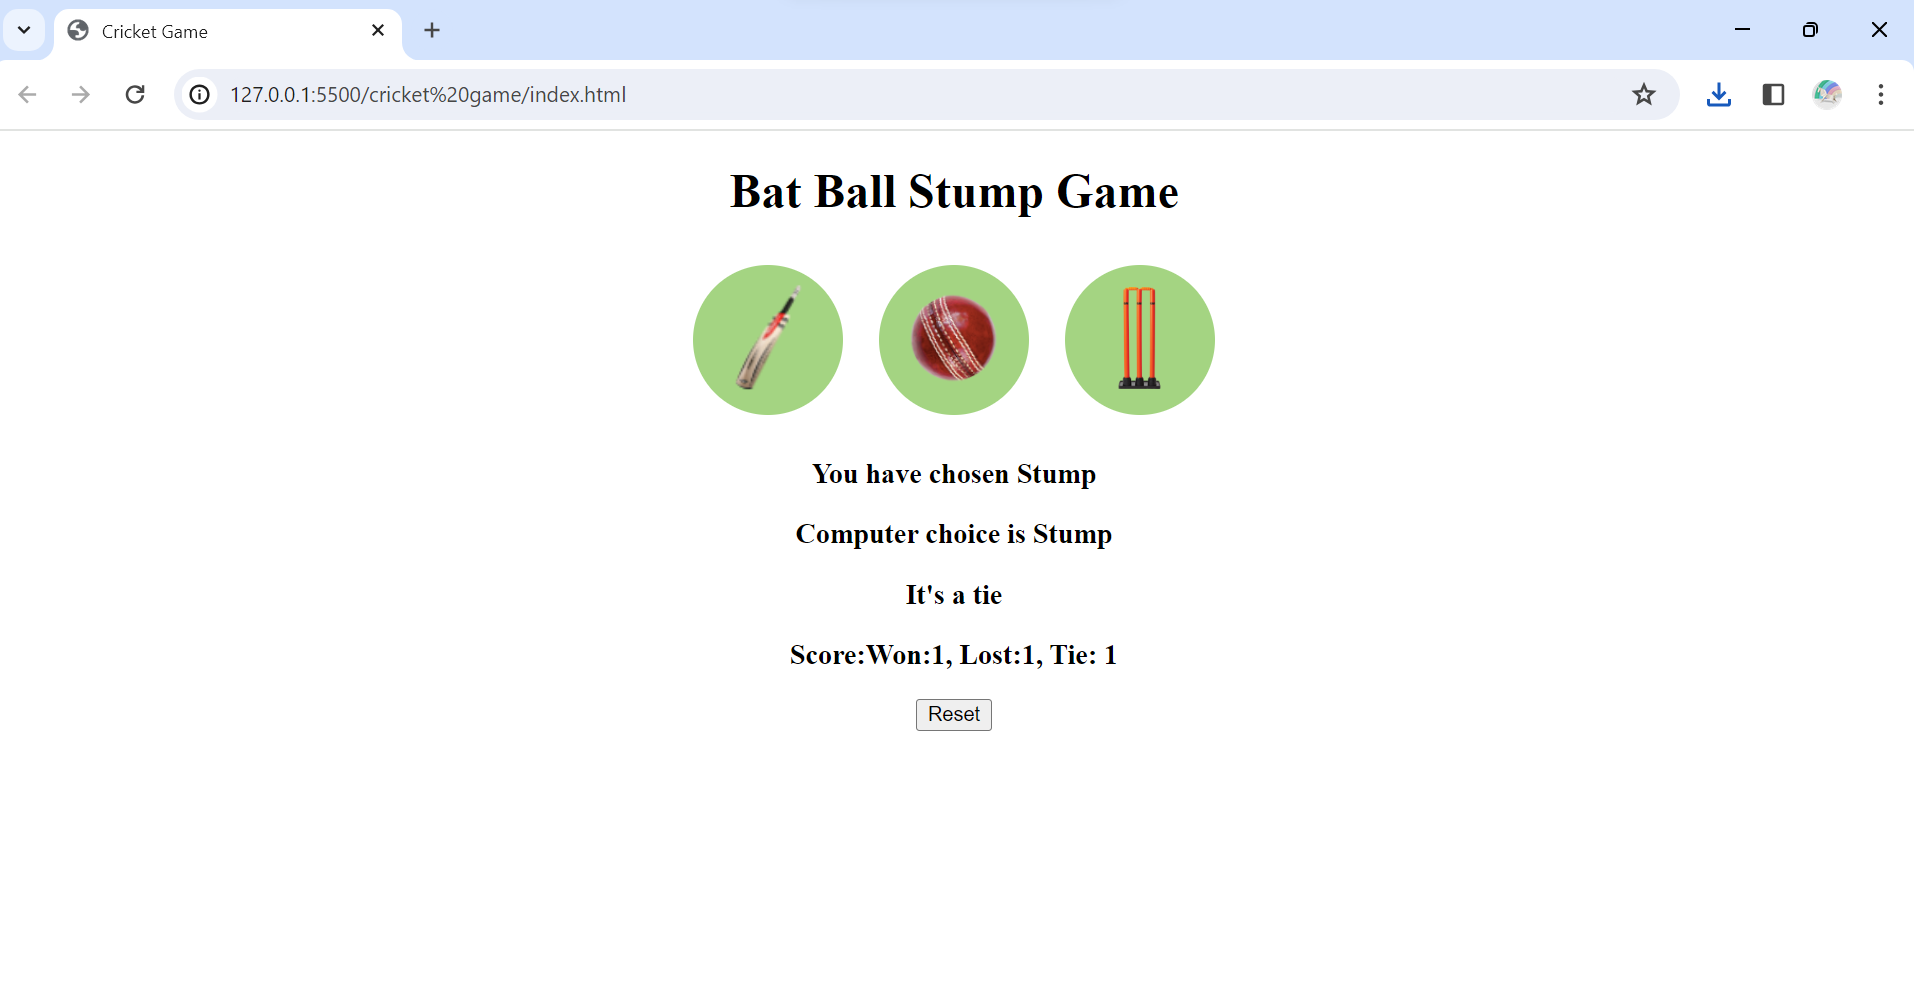 Cricket Game
127.0.0.1:5500/cricket%20game/index.html
Bat Ball Stump Game
You have chosen Stump
Computer choice is Stump
It's a tie
Score:Won:1, Lost:1, Tie: 1
Reset